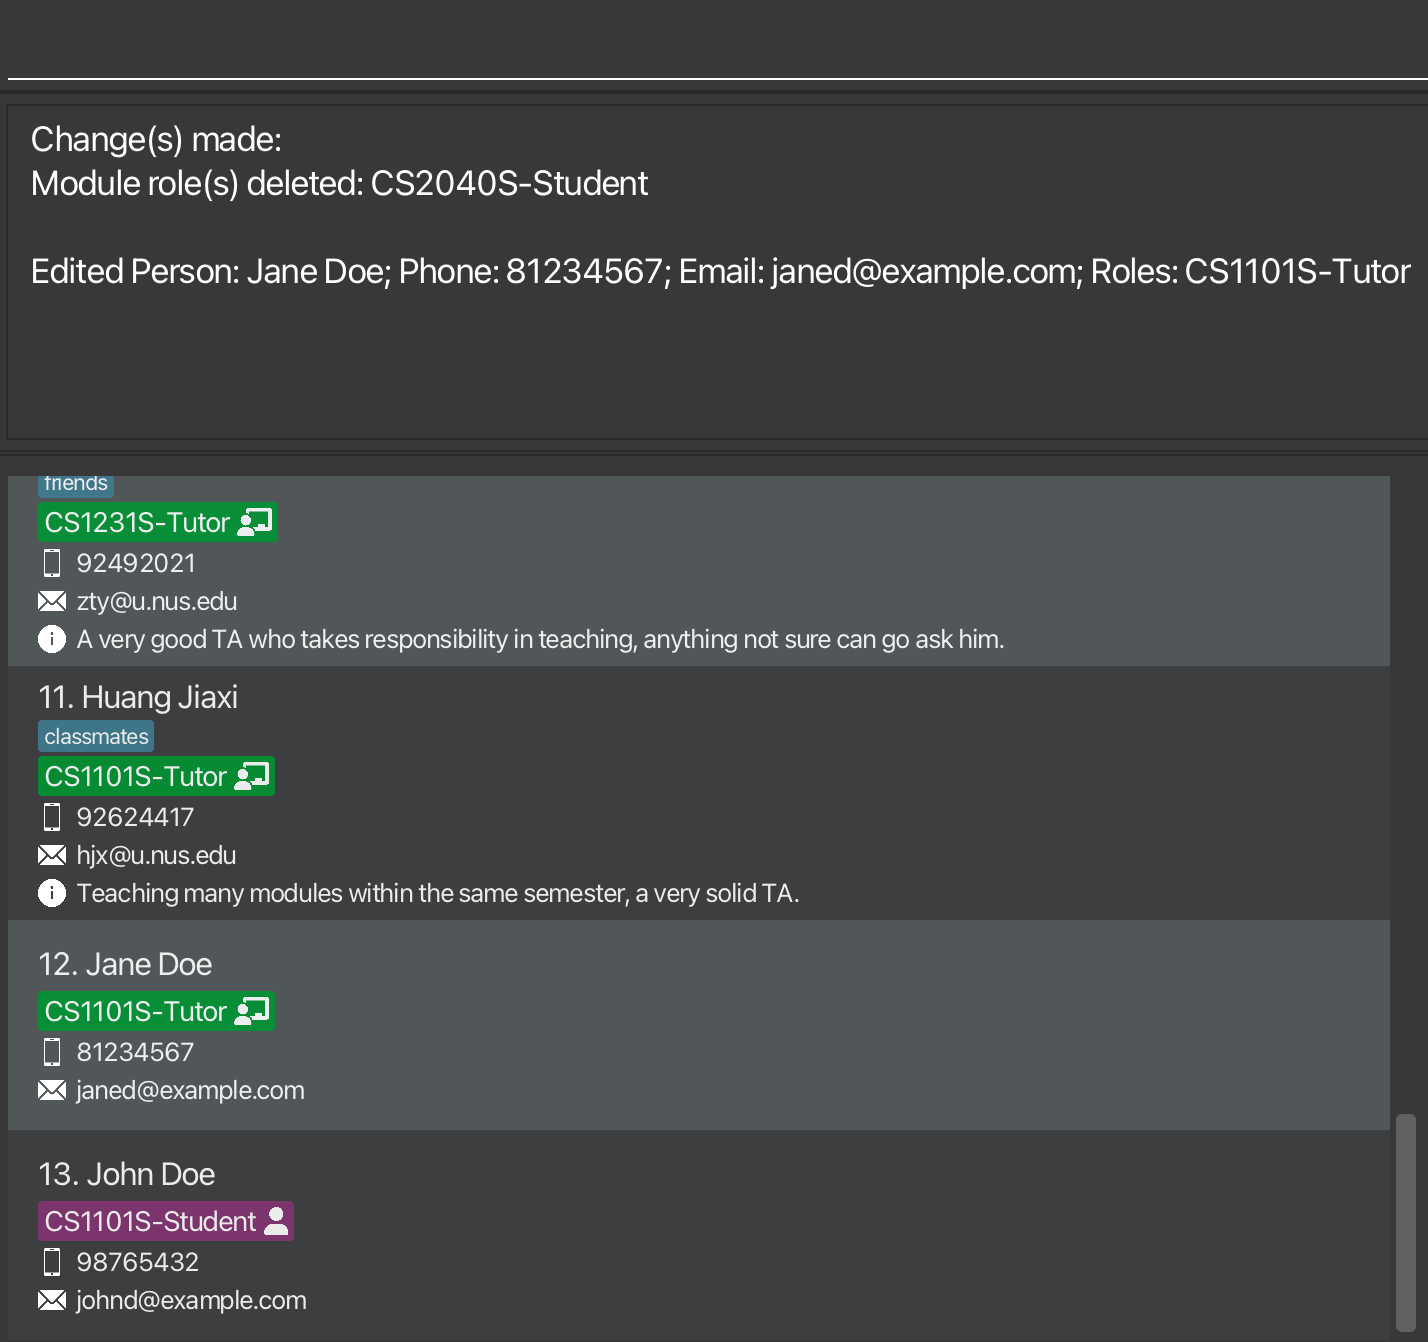 Change(s) made:
Module role(s) deleted: CS2040S-Student
Edited Person: Jane Doe; Phone: 81234567; Email: janed@example.com; Roles: CS1101S-Tutor
friends
CS1231S-Tutor
92492021
zty@u.nus.edu
A very good TA who takes responsibility in teaching, anything not sure can go ask him.
11. Huang Jiaxi
classmates
CS1101S-Tutor
92624417
hjx@u.nus.edu
Teaching many modules within the same semester, a very solid TA.
12. Jane Doe
CS1101S-Tutor
81234567
janed@example.com
13. John Doe
CS1101S-Student
98765432
johnd@example.com